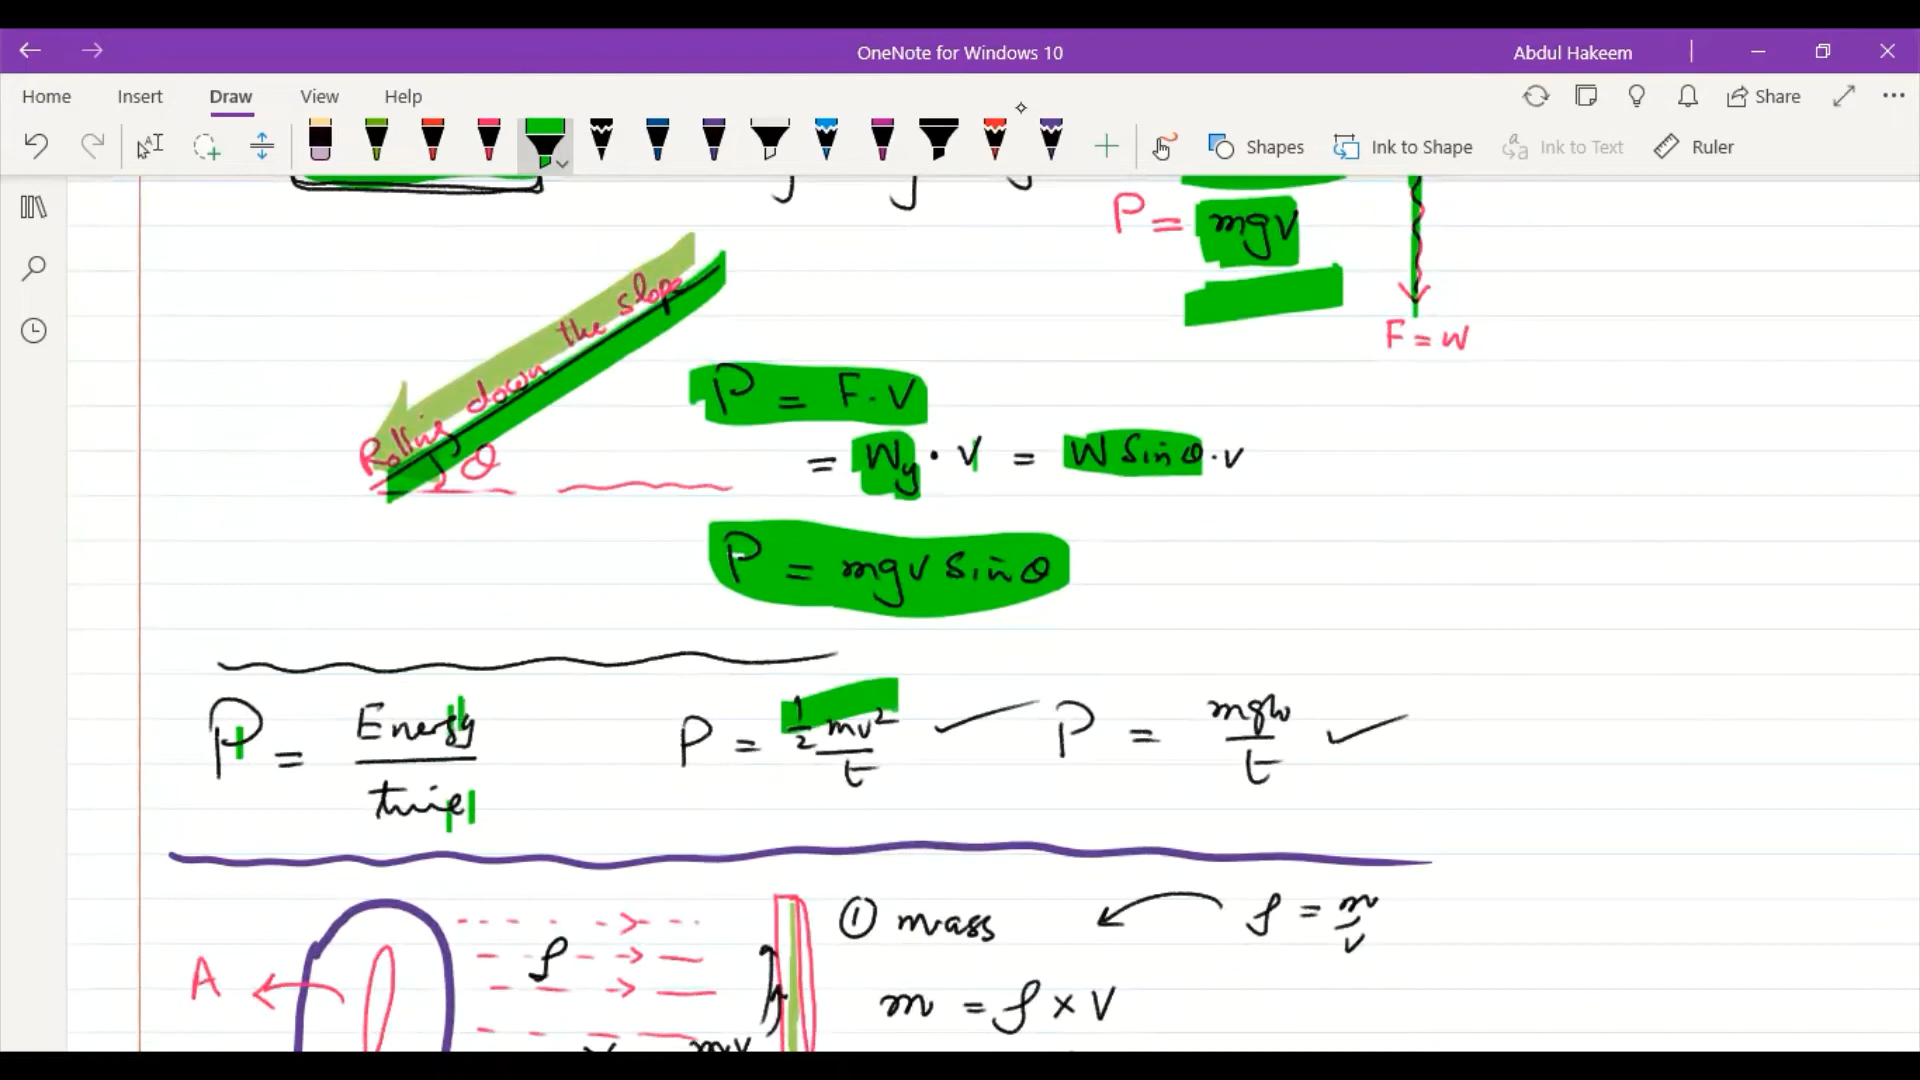 OneNote for Windows 10
Abdul Hakeem
Home Insert Draw View Help
Share
Shapes Ink to Shape Ink to Text Ruler
P = mgv
F = W
Rolling down the slope
θ
P = F·V
= Wy · V = W Sinθ · v
P = mgv Sinθ
P = Energy / time
P = ½ mv² / t
P = mgh / t
① mass
ρ = m / v
ρ
A
m = ρ × V
mv